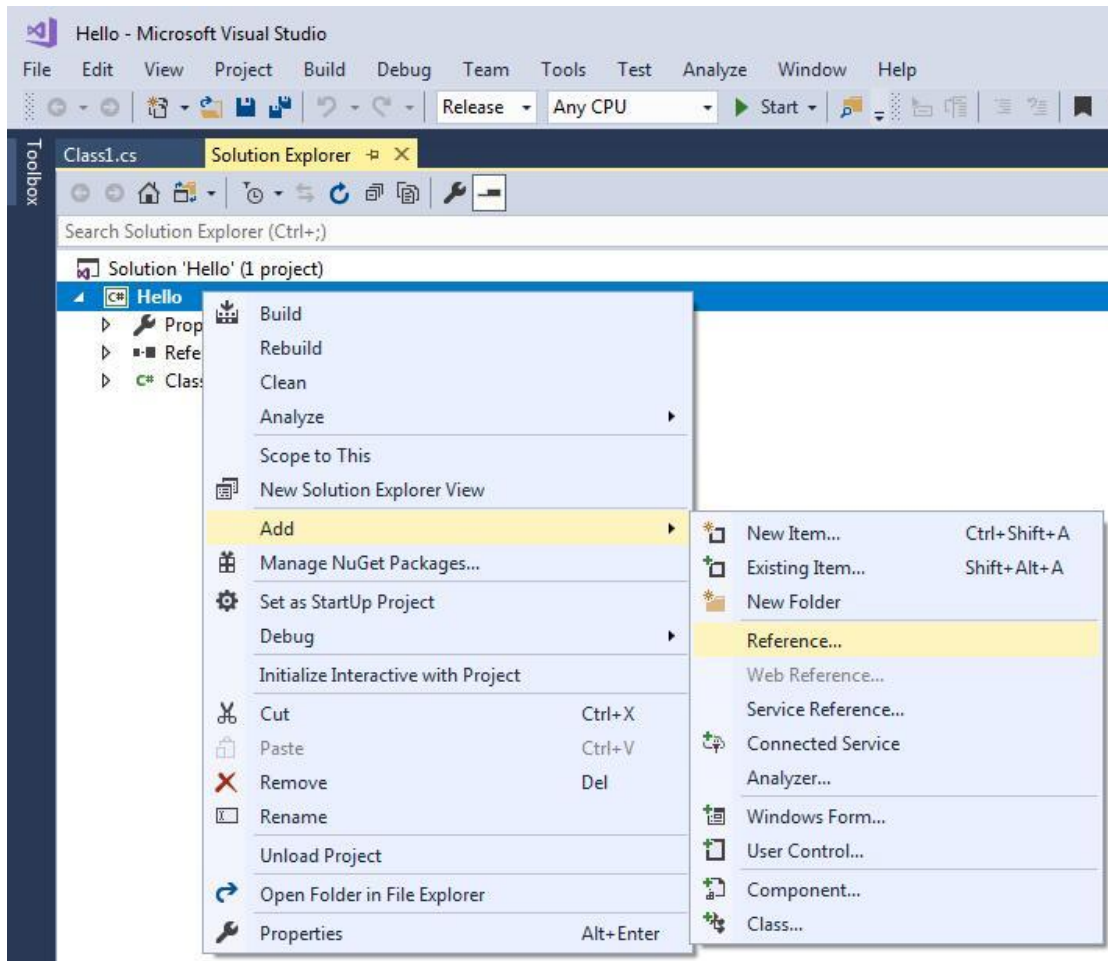 Hello - Microsoft Visual Studio
File Edit View Project Build Debug Team Tools Test Analyze Window Help
Release Any CPU Start
Toolbox
Class1.cs Solution Explorer
Search Solution Explorer (Ctrl+;)
Solution 'Hello' (1 project)
C# Hello
Prop
Refe
C# Clas
Build
Rebuild
Clean
Analyze
Scope to This
New Solution Explorer View
Add
Manage NuGet Packages...
Set as StartUp Project
Debug
Initialize Interactive with Project
Cut Ctrl+X
Paste Ctrl+V
Remove Del
Rename
Unload Project
Open Folder in File Explorer
Properties Alt+Enter
New Item... Ctrl+Shift+A
Existing Item... Shift+Alt+A
New Folder
Reference...
Web Reference...
Service Reference...
Connected Service
Analyzer...
Windows Form...
User Control...
Component...
Class...